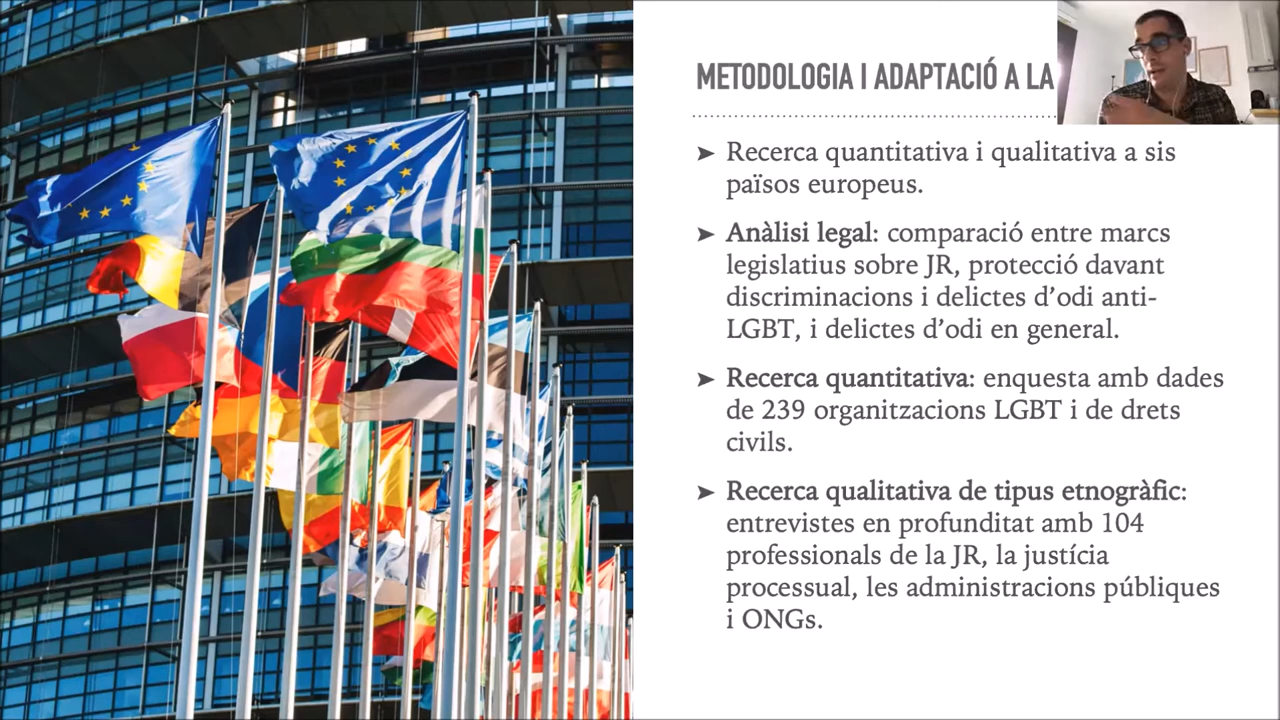 METODOLOGIA I ADAPTACIÓ A LA
➤ Recerca quantitativa i qualitativa a sis
països europeus.
➤ Anàlisi legal: comparació entre marcs
legislatius sobre JR, protecció davant
discriminacions i delictes d’odi anti-
LGBT, i delictes d’odi en general.
➤ Recerca quantitativa: enquesta amb dades
de 239 organitzacions LGBT i de drets
civils.
➤ Recerca qualitativa de tipus etnogràfic:
entrevistes en profunditat amb 104
professionals de la JR, la justícia
processual, les administracions públiques
i ONGs.